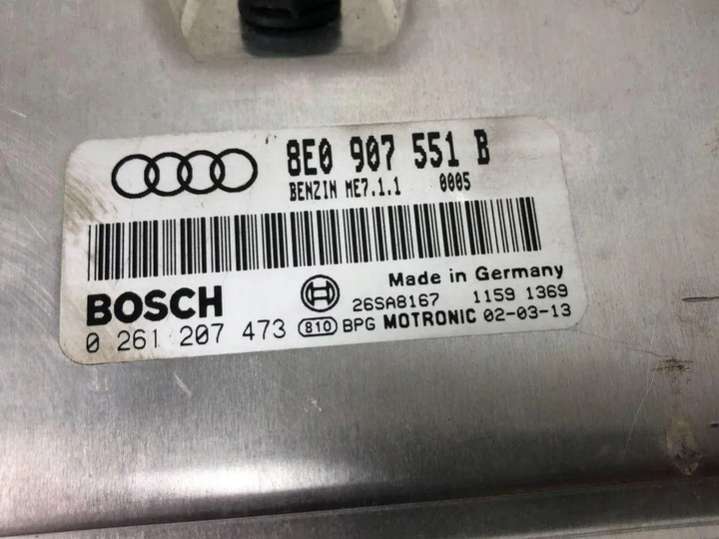 8E0 907 551 B
BENZIN ME7.1.1 0005
Made in Germany
BOSCH 26SA8167 1159 1369
0 261 207 473 810 BPG MOTRONIC 02-03-13